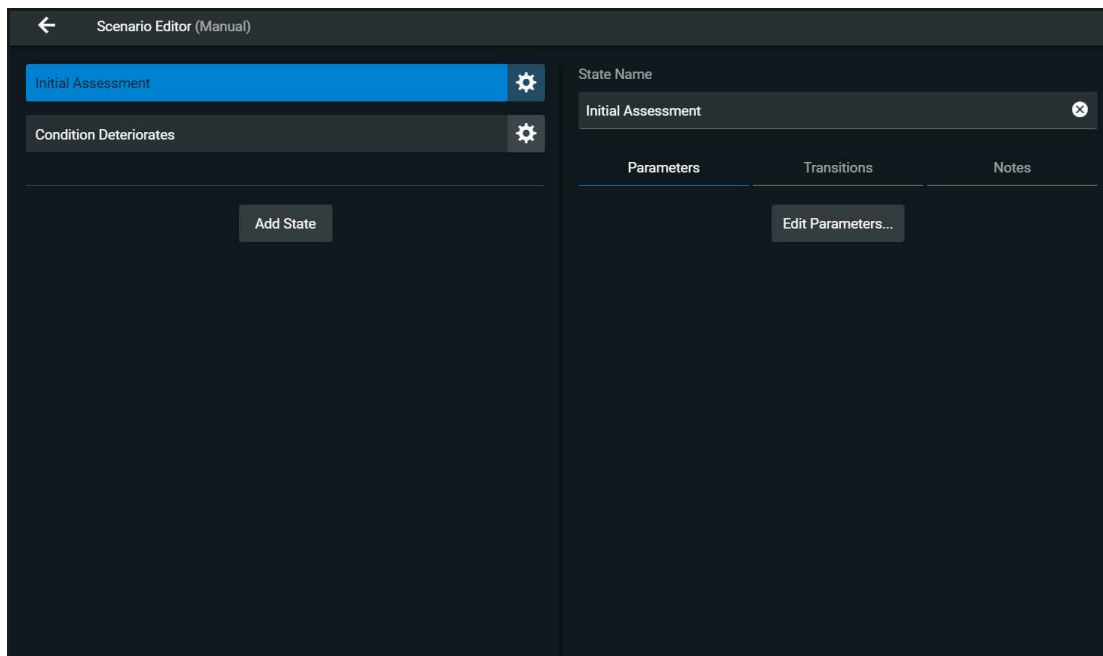 Scenario Editor (Manual)
Initial Assessment
Condition Deteriorates
Add State
State Name
Initial Assessment
Parameters Transitions Notes
Edit Parameters...